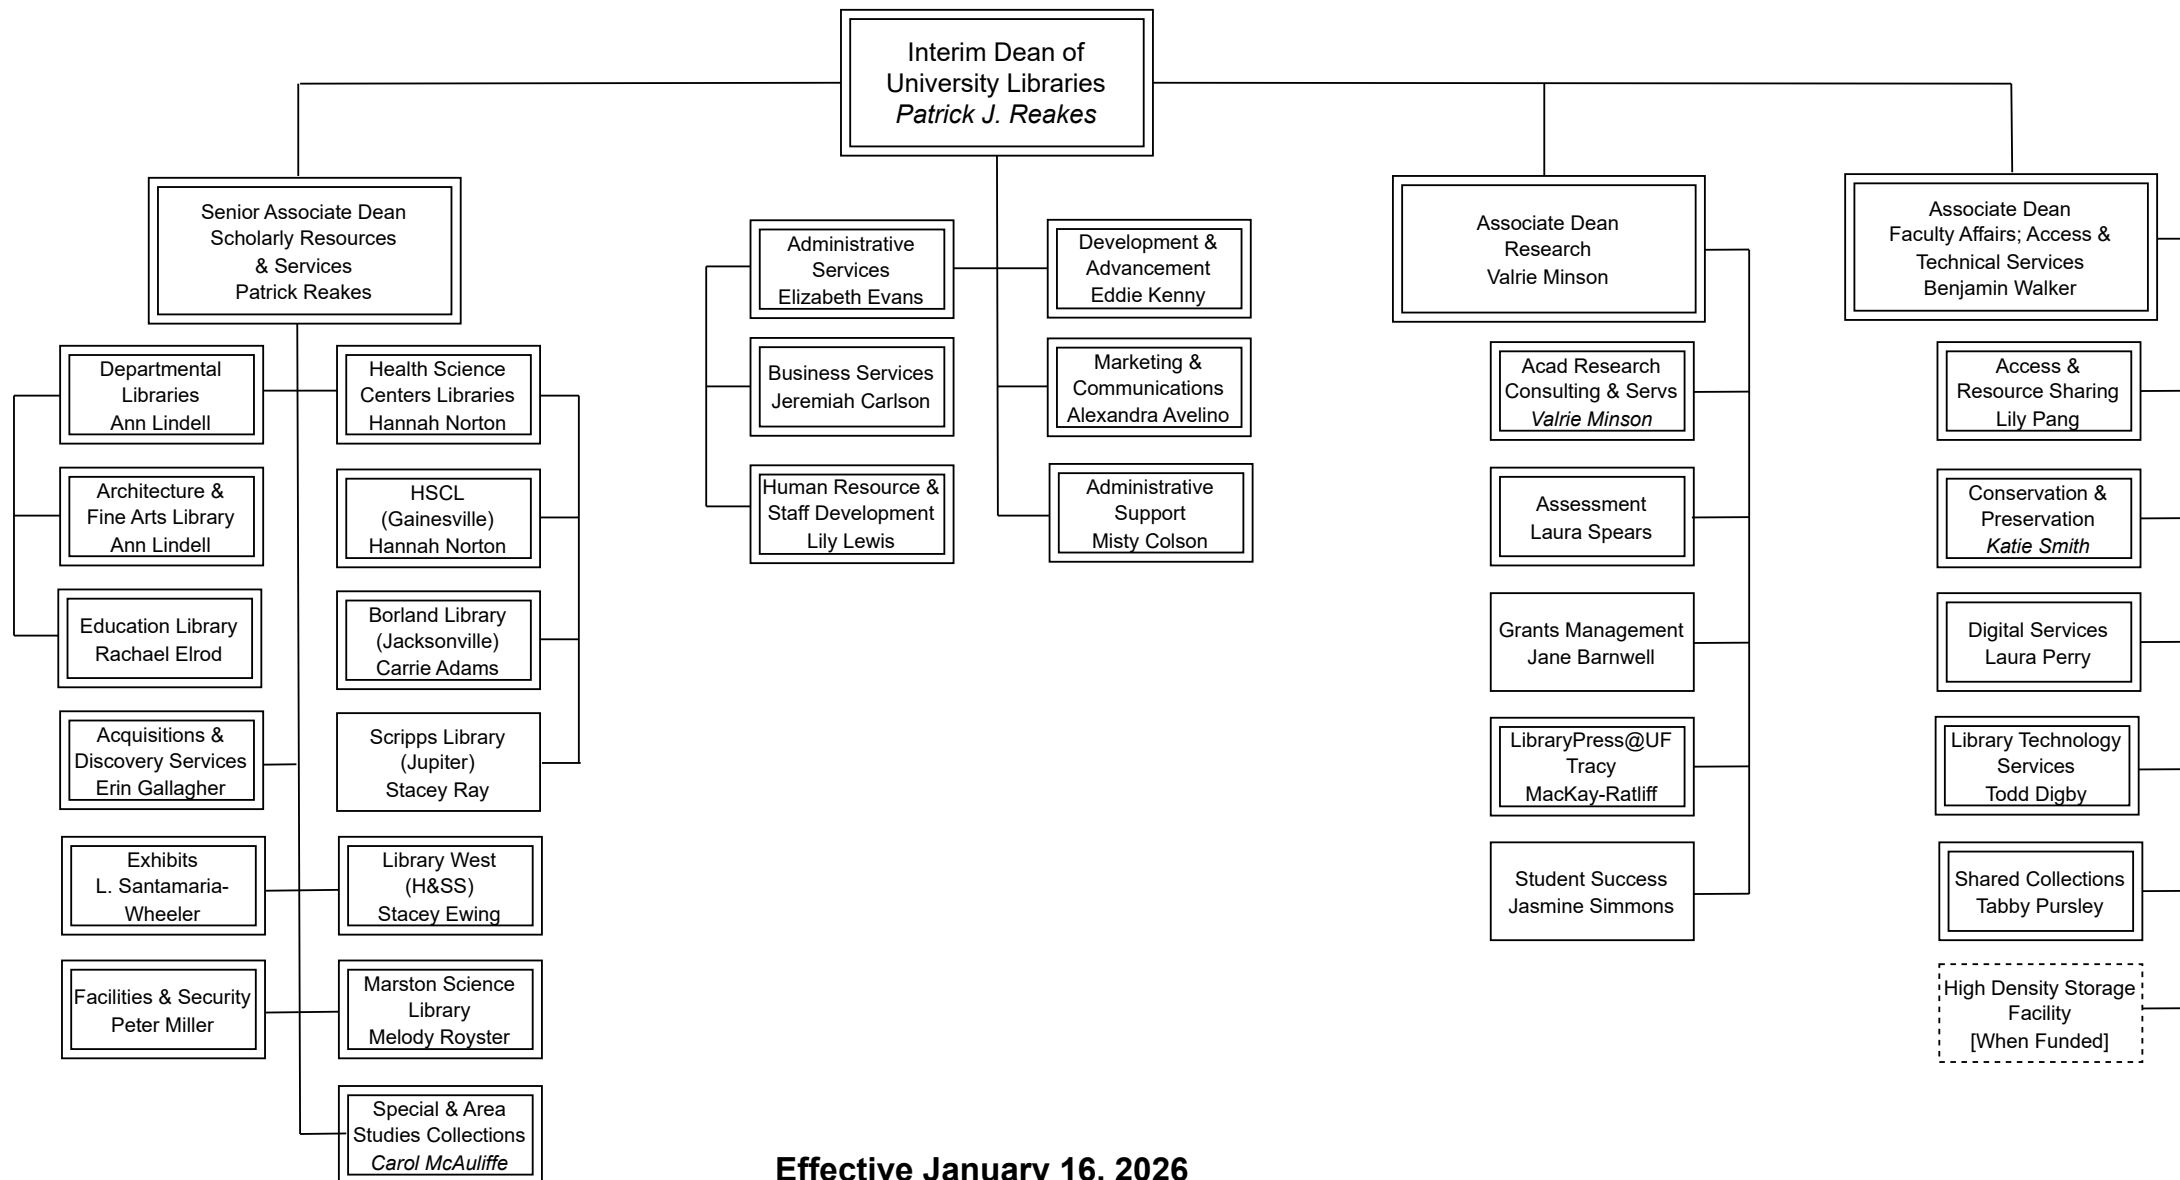 Interim Dean of
University Libraries
Patrick J. Reakes
Senior Associate Dean
Scholarly Resources
& Services
Patrick Reakes
Departmental
Libraries
Ann Lindell
Architecture &
Fine Arts Library
Ann Lindell
Education Library
Rachael Elrod
Acquisitions &
Discovery Services
Erin Gallagher
Exhibits
L. Santamaria-
Wheeler
Facilities & Security
Peter Miller
Health Science
Centers Libraries
Hannah Norton
HSCL
(Gainesville)
Hannah Norton
Borland Library
(Jacksonville)
Carrie Adams
Scripps Library
(Jupiter)
Stacey Ray
Library West
(H&SS)
Stacey Ewing
Marston Science
Library
Melody Royster
Special & Area
Studies Collections
Carol McAuliffe
Administrative
Services
Elizabeth Evans
Business Services
Jeremiah Carlson
Human Resource &
Staff Development
Lily Lewis
Development &
Advancement
Eddie Kenny
Marketing &
Communications
Alexandra Avelino
Administrative
Support
Misty Colson
Associate Dean
Research
Valrie Minson
Acad Research
Consulting & Servs
Valrie Minson
Assessment
Laura Spears
Grants Management
Jane Barnwell
LibraryPress@UF
Tracy
MacKay-Ratliff
Student Success
Jasmine Simmons
Associate Dean
Faculty Affairs; Access &
Technical Services
Benjamin Walker
Access &
Resource Sharing
Lily Pang
Conservation &
Preservation
Katie Smith
Digital Services
Laura Perry
Library Technology
Services
Todd Digby
Shared Collections
Tabby Pursley
High Density Storage
Facility
[When Funded]
Effective January 16, 2026